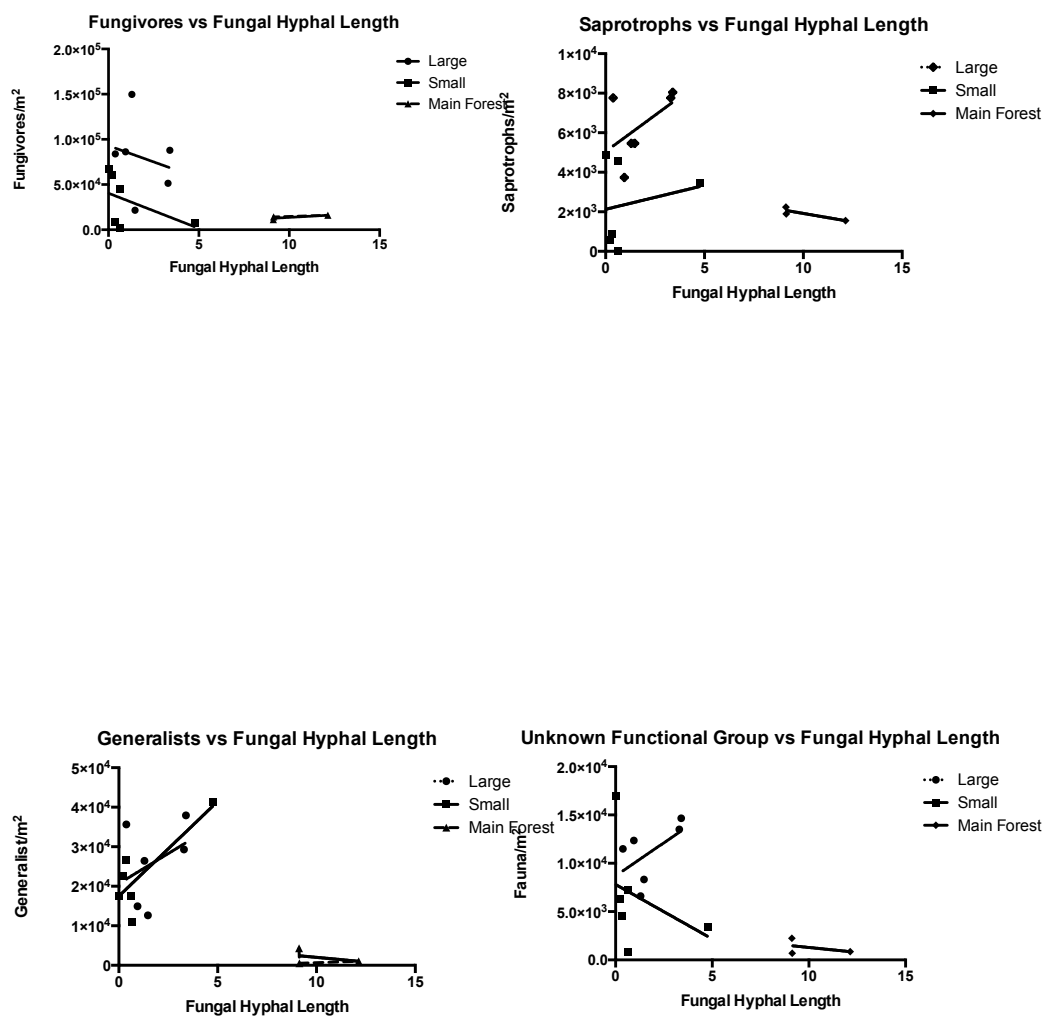 Fungivores vs Fungal Hyphal Length
2.0×10⁵
1.5×10⁵
1.0×10⁵
5.0×10⁴
0.0
0 5 10 15
Fungivores/m²
Fungal Hyphal Length
Large
Small
Main Forest
Saprotrophs vs Fungal Hyphal Length
1×10⁴
8×10³
6×10³
4×10³
2×10³
0
0 5 10 15
Saprotrophs/m²
Fungal Hyphal Length
Large
Small
Main Forest
Generalists vs Fungal Hyphal Length
5×10⁴
4×10⁴
3×10⁴
2×10⁴
1×10⁴
0
0 5 10 15
Generalist/m²
Fungal Hyphal Length
Large
Small
Main Forest
Unknown Functional Group vs Fungal Hyphal Length
2.0×10⁴
1.5×10⁴
1.0×10⁴
5.0×10³
0.0
0 5 10 15
Fauna/m²
Fungal Hyphal Length
Large
Small
Main Forest